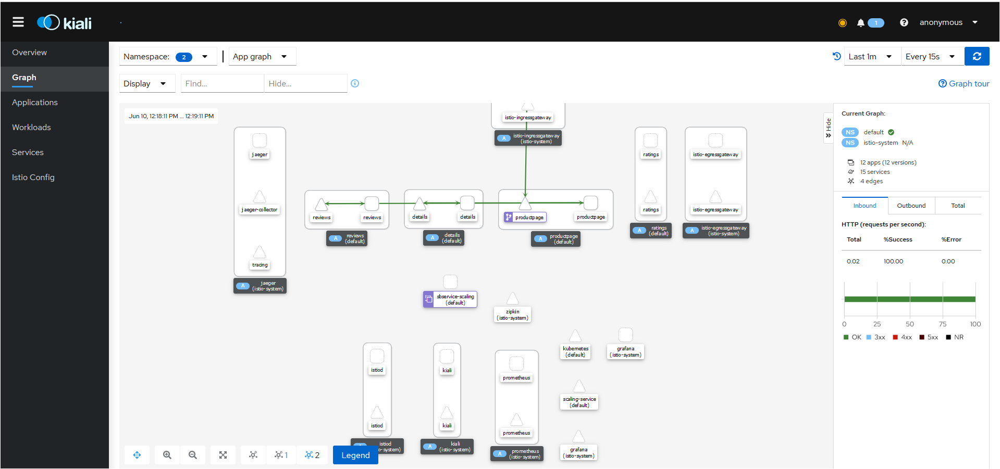 kiali
1
anonymous
Overview
Graph
Applications
Workloads
Services
Istio Config
Namespace: 2
App graph
Last 1m
Every 15s
Display
Find...
Hide...
Graph tour
Jun 10, 12:18:11 PM ... 12:19:11 PM
istio-ingressgateway
A istio-ingressgateway
(istio-system)
jaeger
jaeger-collector
tracing
A jaeger
(istio-system)
reviews
reviews
A reviews
(default)
details
details
A details
(default)
productpage
productpage
A productpage
(default)
ratings
ratings
A ratings
(default)
istio-egressgateway
istio-egressgateway
A istio-egressgateway
(istio-system)
sbservice-scaling
(default)
zipkin
(istio-system)
kubernetes
(default)
grafana
(istio-system)
scaling-service
(default)
grafana
(istio-system)
istiod
istiod
istiod
o-system)
kiali
kiali
A kiali
(istio-system)
prometheus
prometheus
A prometheus
(istio-system)
1
2
Legend
Hide
Current Graph:
NS default
NS istio-system N/A
12 apps (12 versions)
15 services
4 edges
Inbound
Outbound
Total
HTTP (requests per second):
Total %Success %Error
0.02 100.00 0.00
0 25 50 75 100
OK 3xx 4xx 5xx NR